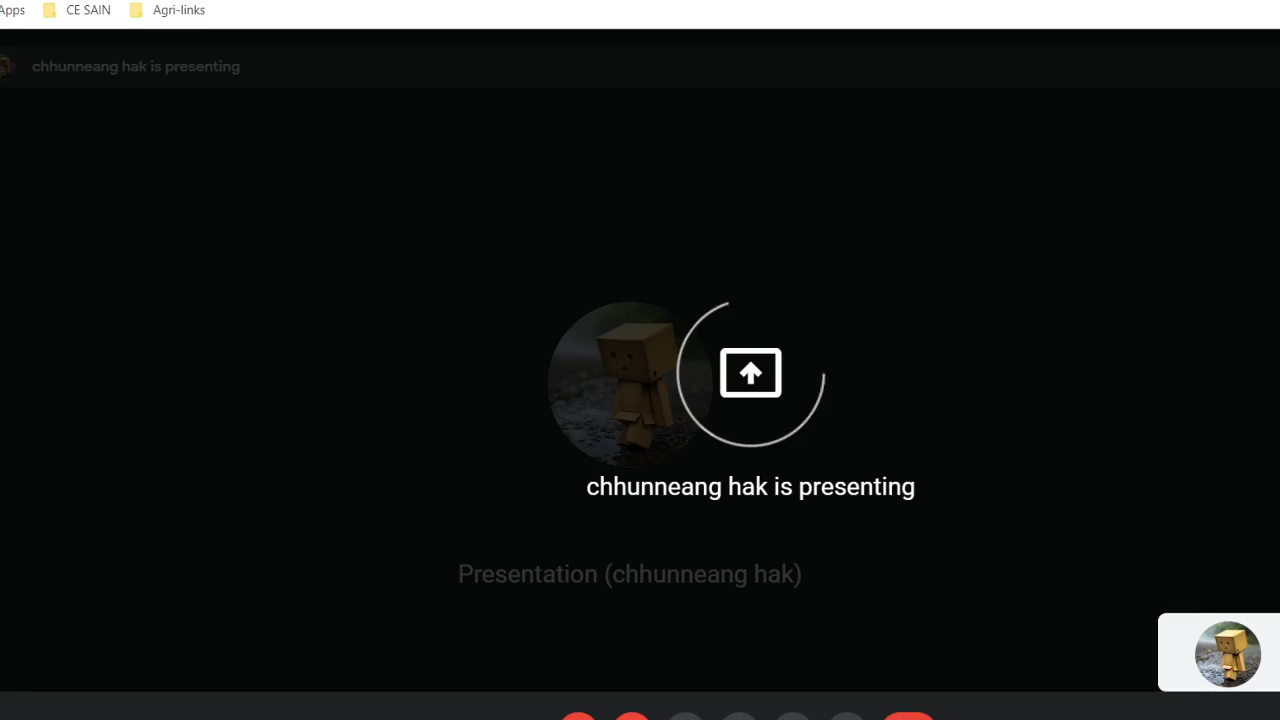 Apps CE SAIN Agri-links
chhunneang hak is presenting
chhunneang hak is presenting
Presentation (chhunneang hak)